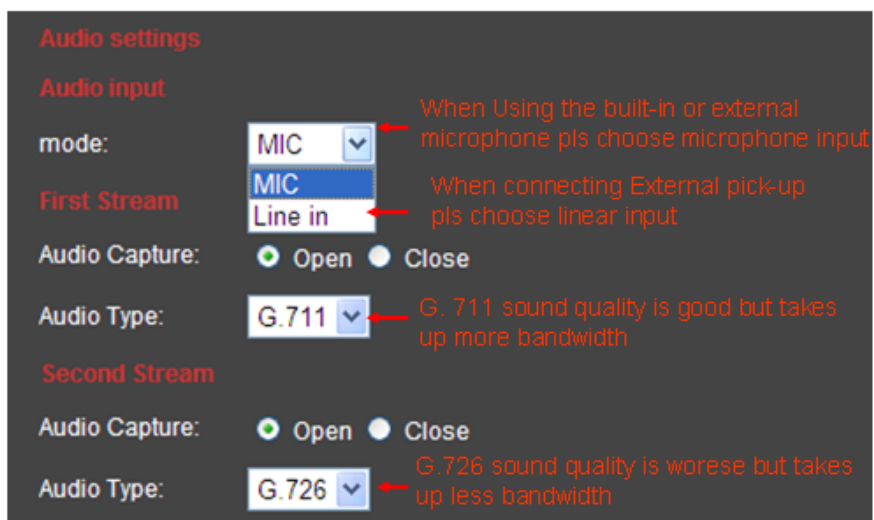 Audio settings
Audio input
When Using the built-in or external
microphone pls choose microphone input
mode:
MIC
MIC
Line in
When connecting External pick-up
pls choose linear input
First Stream
Audio Capture:
Open
Close
Audio Type:
G.711
G. 711 sound quality is good but takes
up more bandwidth
Second Stream
Audio Capture:
Open
Close
Audio Type:
G.726
G.726 sound quality is worese but takes
up less bandwidth